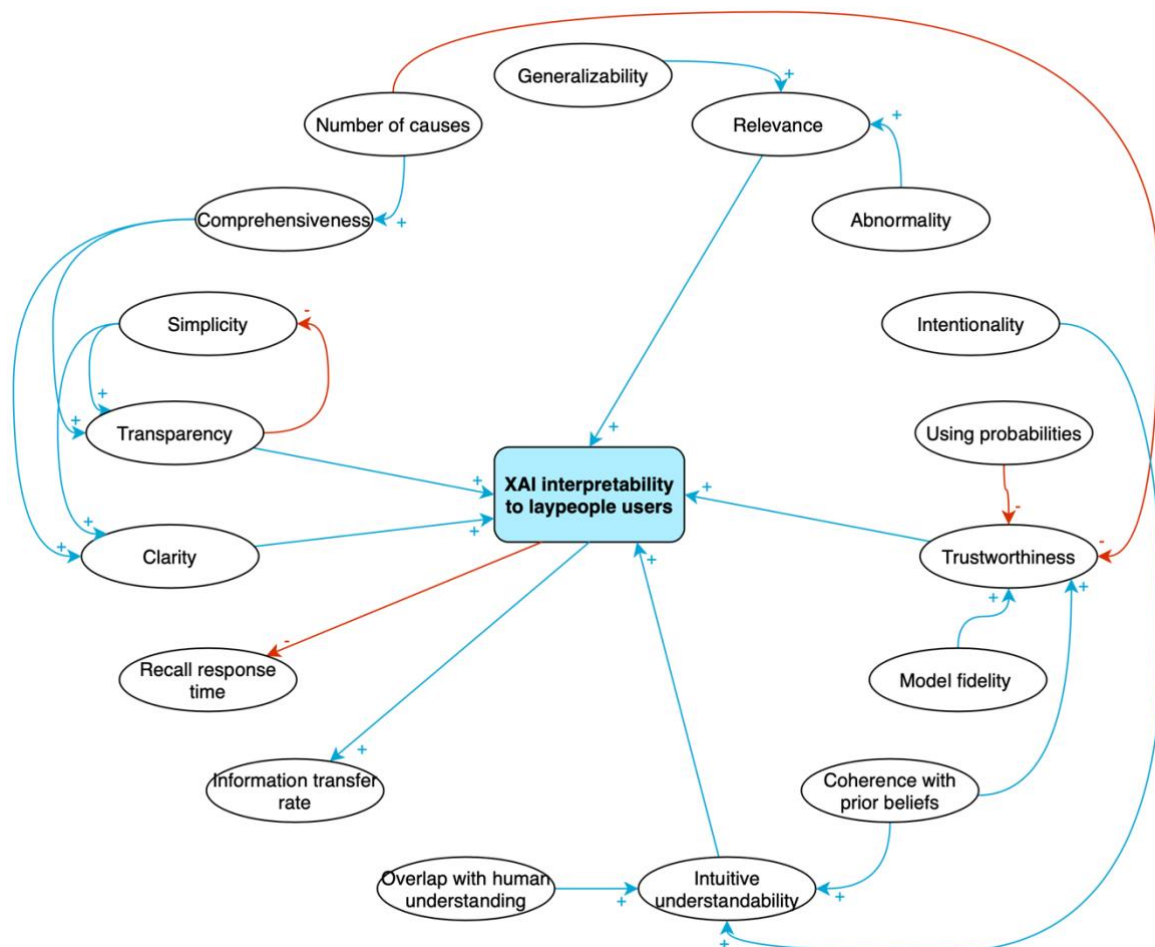 Generalizability
+
Number of causes
Relevance
+
Comprehensiveness
+
Abnormality
Simplicity
-
Intentionality
+
+
Transparency
+
Using probabilities
+
XAI interpretability
to laypeople users
+
+
+
-
+
Clarity
Trustworthiness
-
+
+
+
-
Recall response
time
Model fidelity
+
Information transfer
rate
Coherence with
prior beliefs
Overlap with human
understanding
+
Intuitive
understandability
+
+